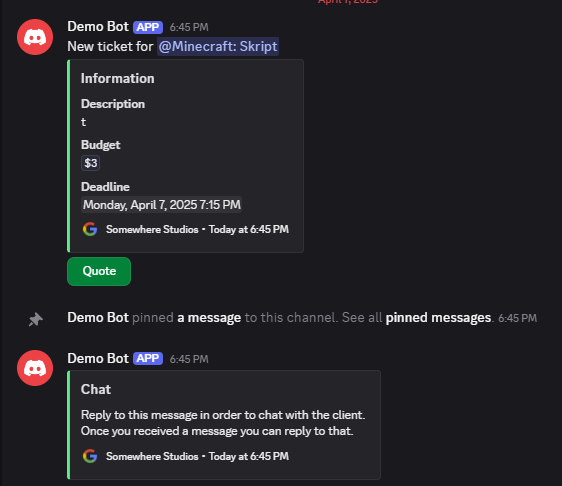 April 7, 2025
Demo Bot APP 6:45 PM
New ticket for @Minecraft: Skript
Information
Description
t
Budget
$3
Deadline
Monday, April 7, 2025 7:15 PM
Somewhere Studios • Today at 6:45 PM
Quote
Demo Bot pinned a message to this channel. See all pinned messages. 6:45 PM
Demo Bot APP 6:45 PM
Chat
Reply to this message in order to chat with the client.
Once you received a message you can reply to that.
Somewhere Studios • Today at 6:45 PM